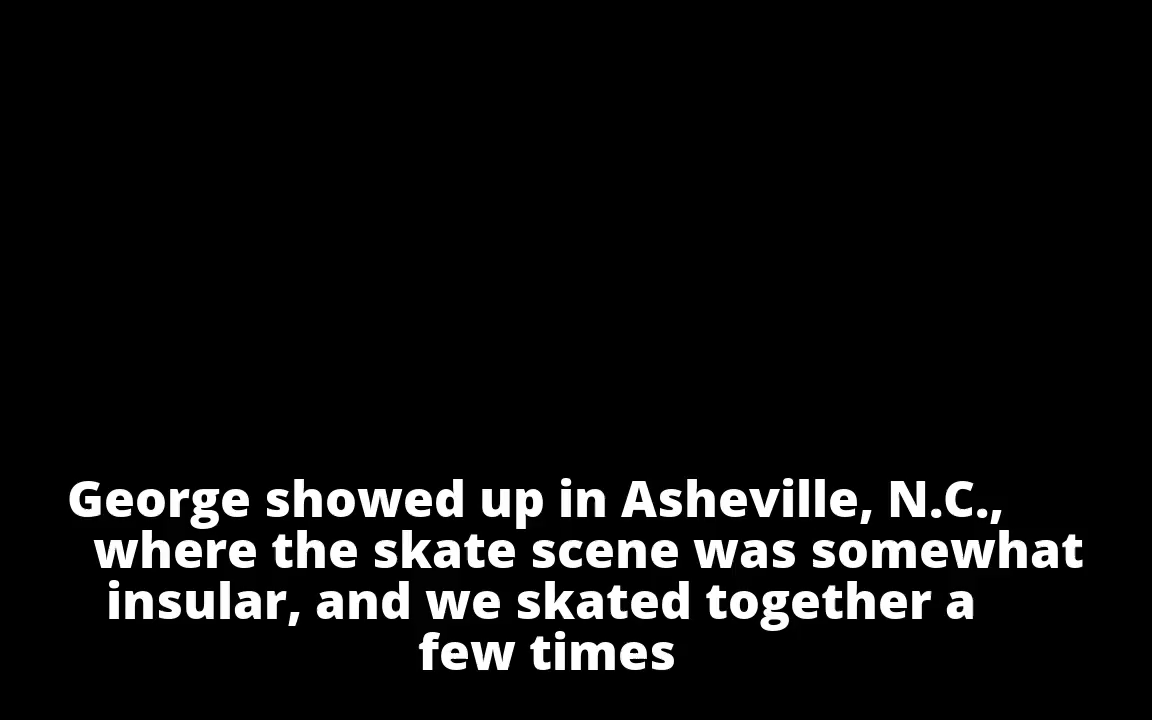 George showed up in Asheville, N.C.,
where the skate scene was somewhat
insular, and we skated together a
few times